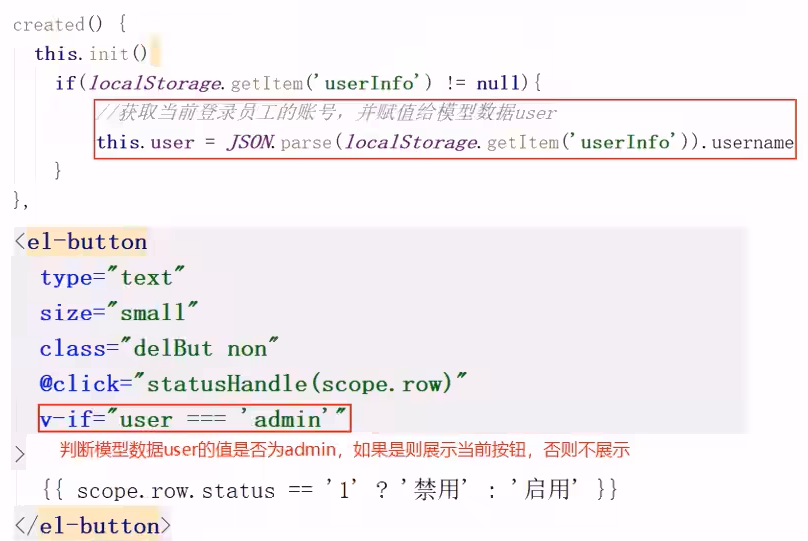 created() {
this.init()
if(localStorage.getItem('userInfo') != null){
//获取当前登录员工的账号，并赋值给模型数据user
this.user = JSON.parse(localStorage.getItem('userInfo')).username
}
},
<el-button
type="text"
size="small"
class="delBut non"
@click="statusHandle(scope.row)"
v-if="user === 'admin'"
> 判断模型数据user的值是否为admin，如果是则展示当前按钮，否则不展示
{{ scope.row.status == '1' ? '禁用' : '启用' }}
</el-button>